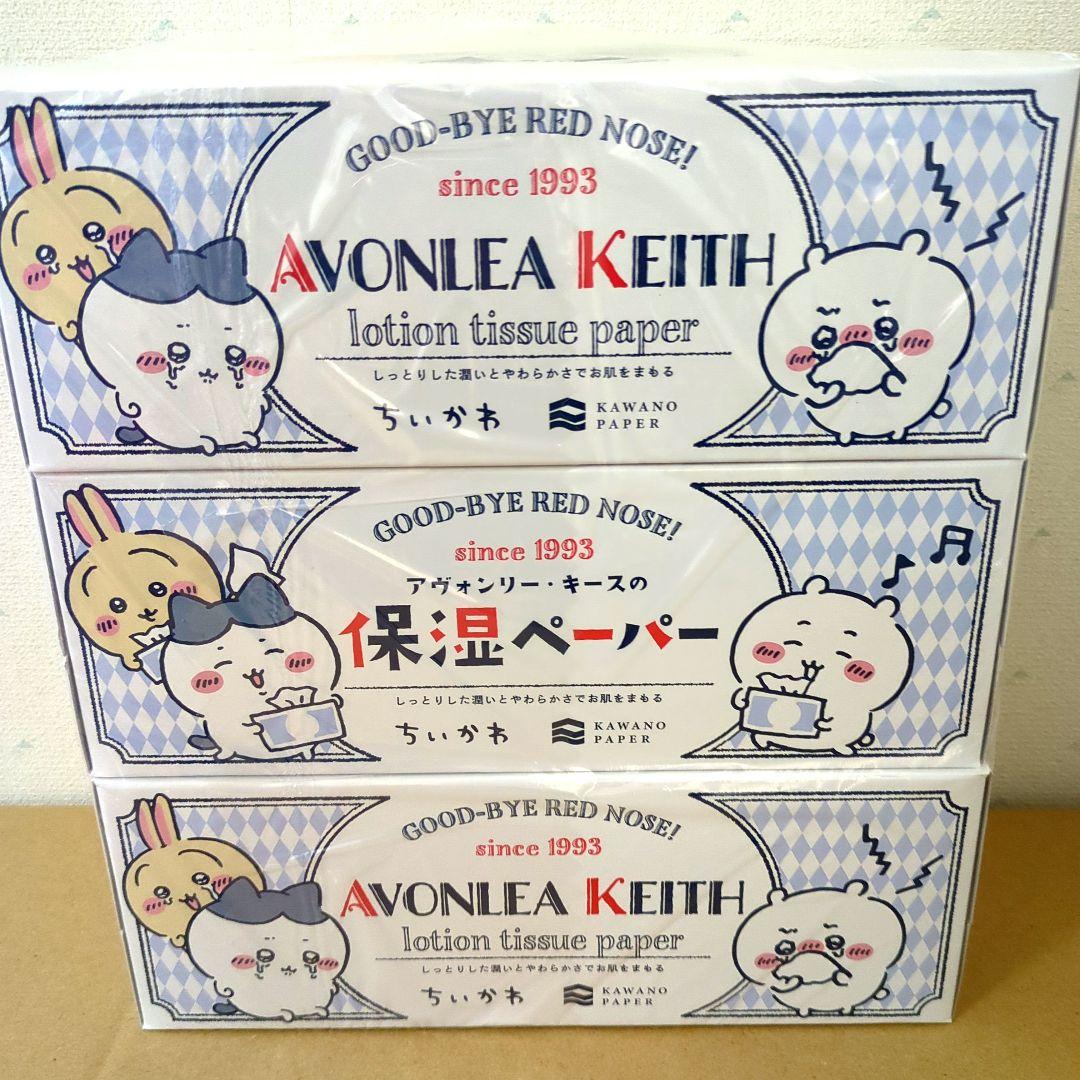 GOOD-BYE RED NOSE!
since 1993
AVONLEA KEITH
lotion tissue paper
しっとりした潤いとやわらかさでお肌をまもる
ちいかわ
KAWANO
PAPER
GOOD-BYE RED NOSE!
since 1993
アヴォンリー・キースの
保湿ペーパー
しっとりした潤いとやわらかさでお肌をまもる
ちいかわ
KAWANO
PAPER
GOOD-BYE RED NOSE!
since 1993
AVONLEA KEITH
lotion tissue paper
しっとりした潤いとやわらかさでお肌をまもる
ちいかわ
KAWANO
PAPER